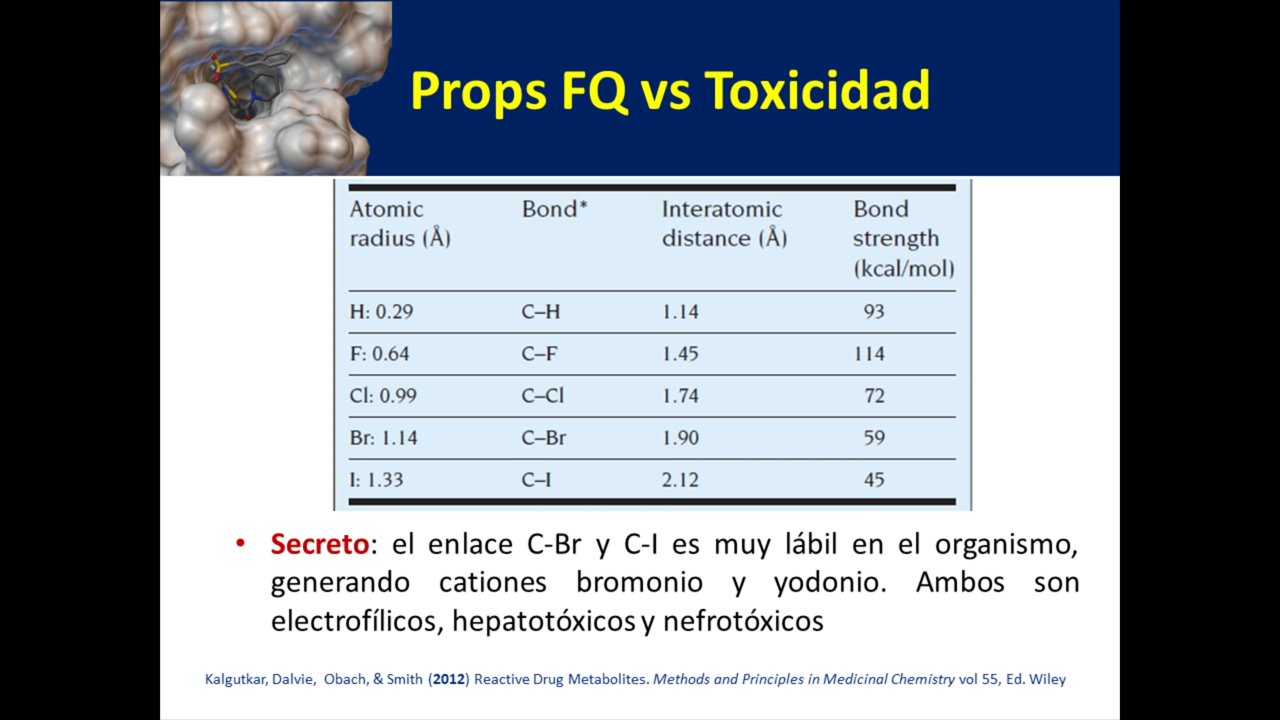 Props FQ vs Toxicidad
Atomic radius (Å) Bond* Interatomic distance (Å) Bond strength (kcal/mol)
H: 0.29 C–H 1.14 93
F: 0.64 C–F 1.45 114
Cl: 0.99 C–Cl 1.74 72
Br: 1.14 C–Br 1.90 59
I: 1.33 C–I 2.12 45
• Secreto: el enlace C-Br y C-I es muy lábil en el organismo,
generando cationes bromonio y yodonio. Ambos son
electrofílicos, hepatotóxicos y nefrotóxicos
Kalgutkar, Dalvie, Obach, & Smith (2012) Reactive Drug Metabolites. Methods and Principles in Medicinal Chemistry vol 55, Ed. Wiley